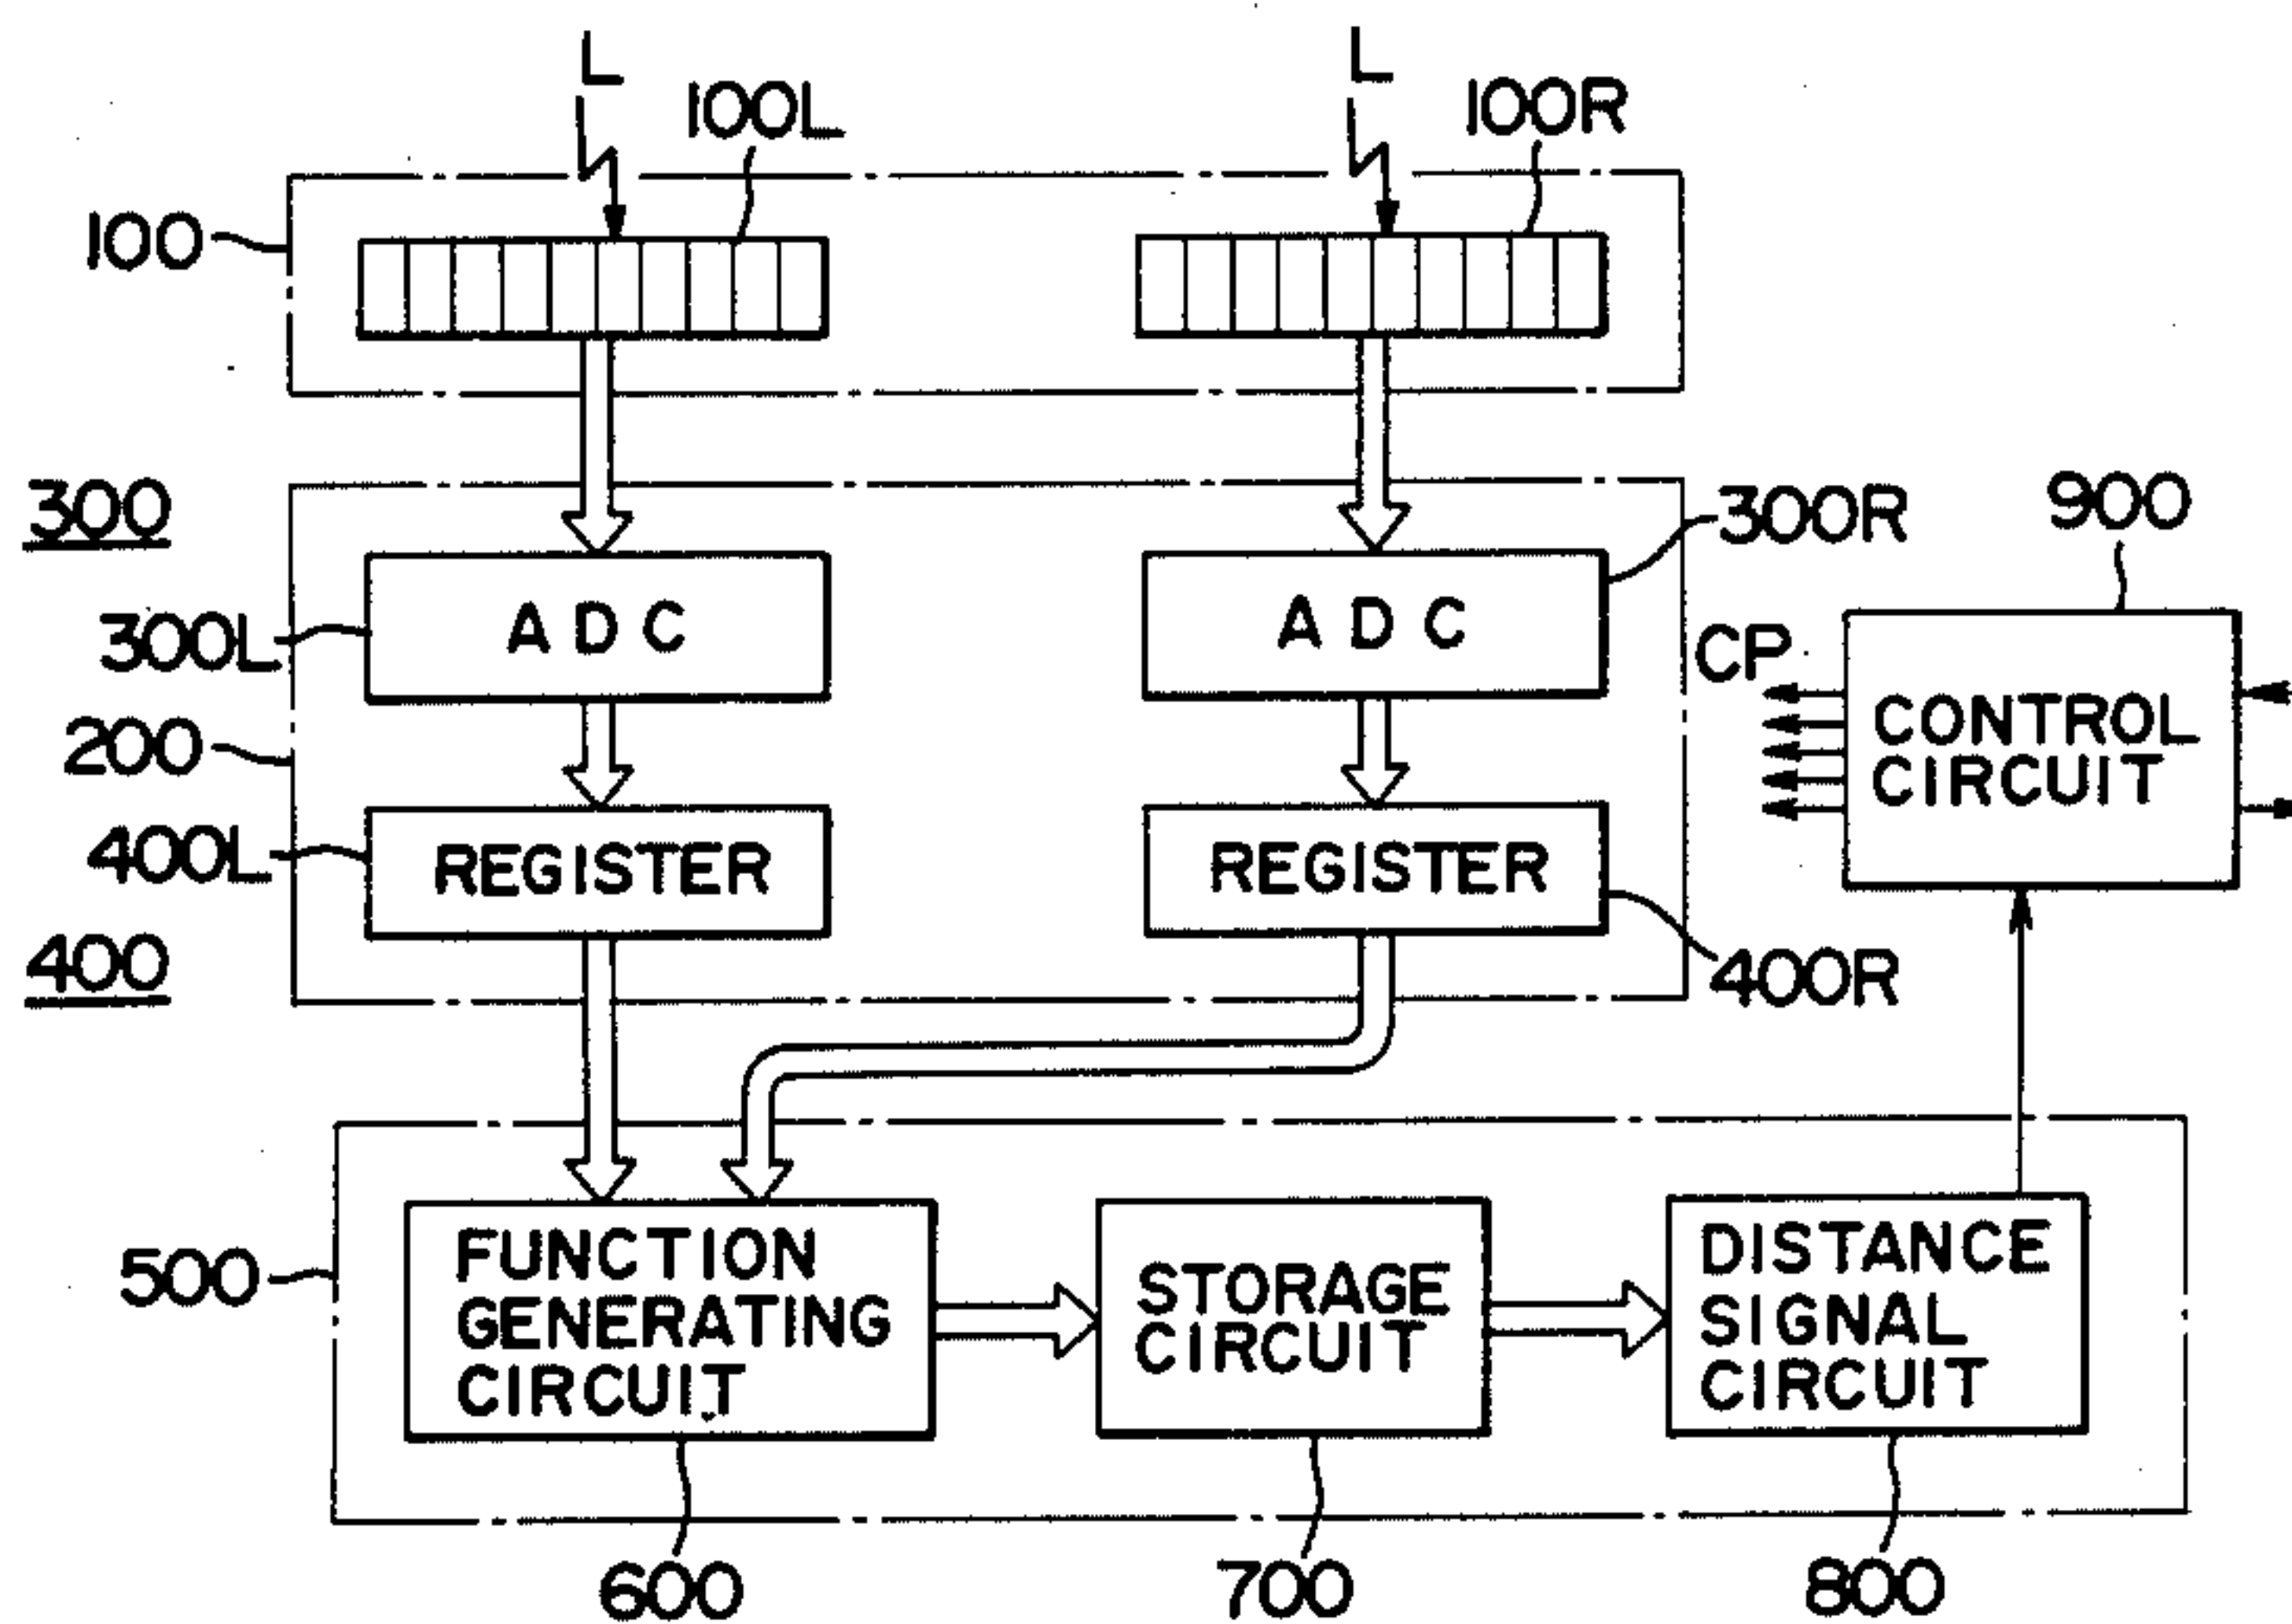 L
L
100L
100R
100
300
300R
900
ADC
ADC
300L
CP
CONTROL
CIRCUIT
200
400L
REGISTER
REGISTER
400
400R
500
FUNCTION
GENERATING
CIRCUIT
STORAGE
CIRCUIT
DISTANCE
SIGNAL
CIRCUIT
600
700
800